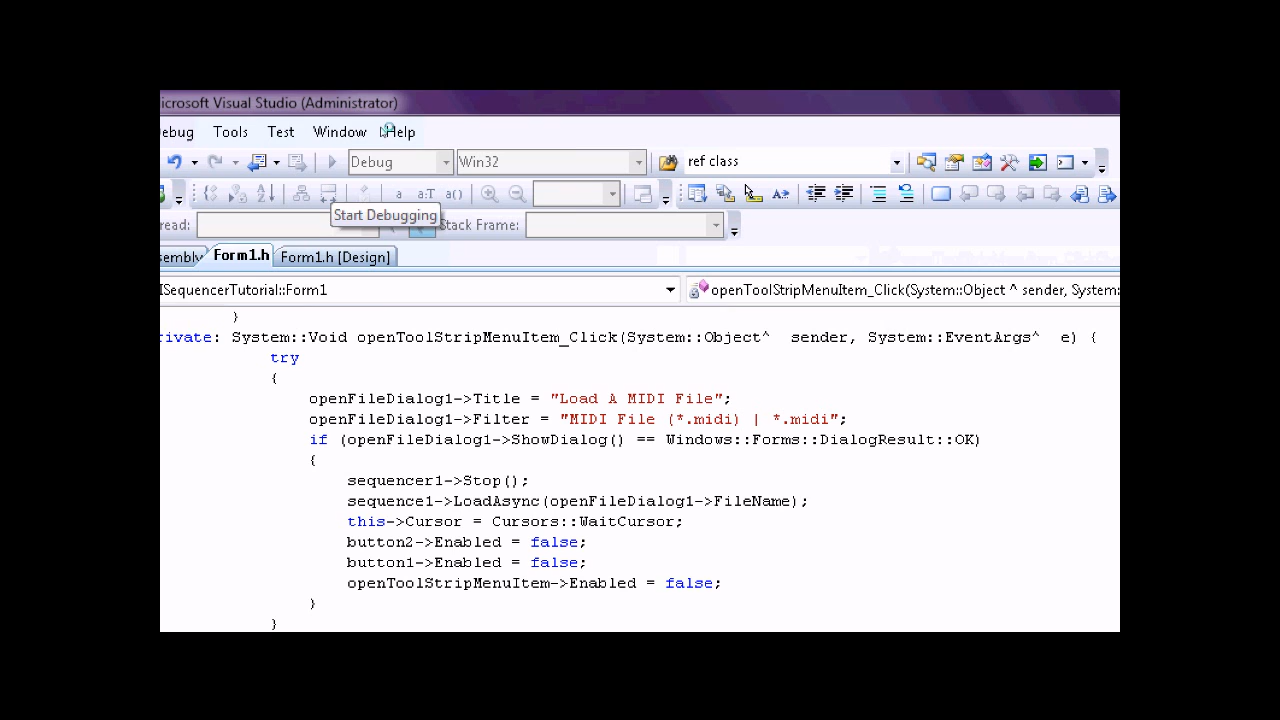 icrosoft Visual Studio (Administrator)
ebug Tools Test Window Help
Debug Win32 ref class
a a:T a()
Start Debugging
read: Stack Frame:
sembly Form1.h Form1.h [Design]
ISequencerTutorial::Form1 openToolStripMenuItem_Click(System::Object ^ sender, System:
}
rivate: System::Void openToolStripMenuItem_Click(System::Object^ sender, System::EventArgs^ e) {
try
{
openFileDialog1->Title = "Load A MIDI File";
openFileDialog1->Filter = "MIDI File (*.midi) | *.midi";
if (openFileDialog1->ShowDialog() == Windows::Forms::DialogResult::OK)
{
sequencer1->Stop();
sequence1->LoadAsync(openFileDialog1->FileName);
this->Cursor = Cursors::WaitCursor;
button2->Enabled = false;
button1->Enabled = false;
openToolStripMenuItem->Enabled = false;
}
}